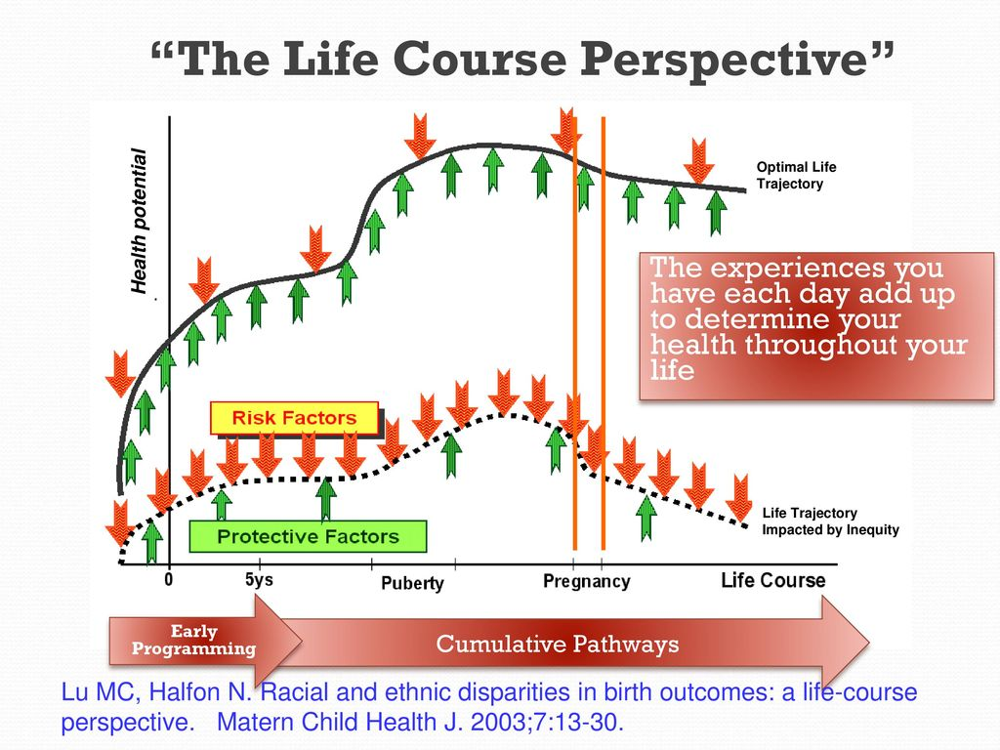 “The Life Course Perspective”
Health potential
Optimal Life
Trajectory
The experiences you
have each day add up
to determine your
health throughout your
life
Risk Factors
Life Trajectory
Impacted by Inequity
Protective Factors
0
5ys
Puberty
Pregnancy
Life Course
Early
Programming
Cumulative Pathways
Lu MC, Halfon N. Racial and ethnic disparities in birth outcomes: a life-course
perspective.   Matern Child Health J. 2003;7:13-30.